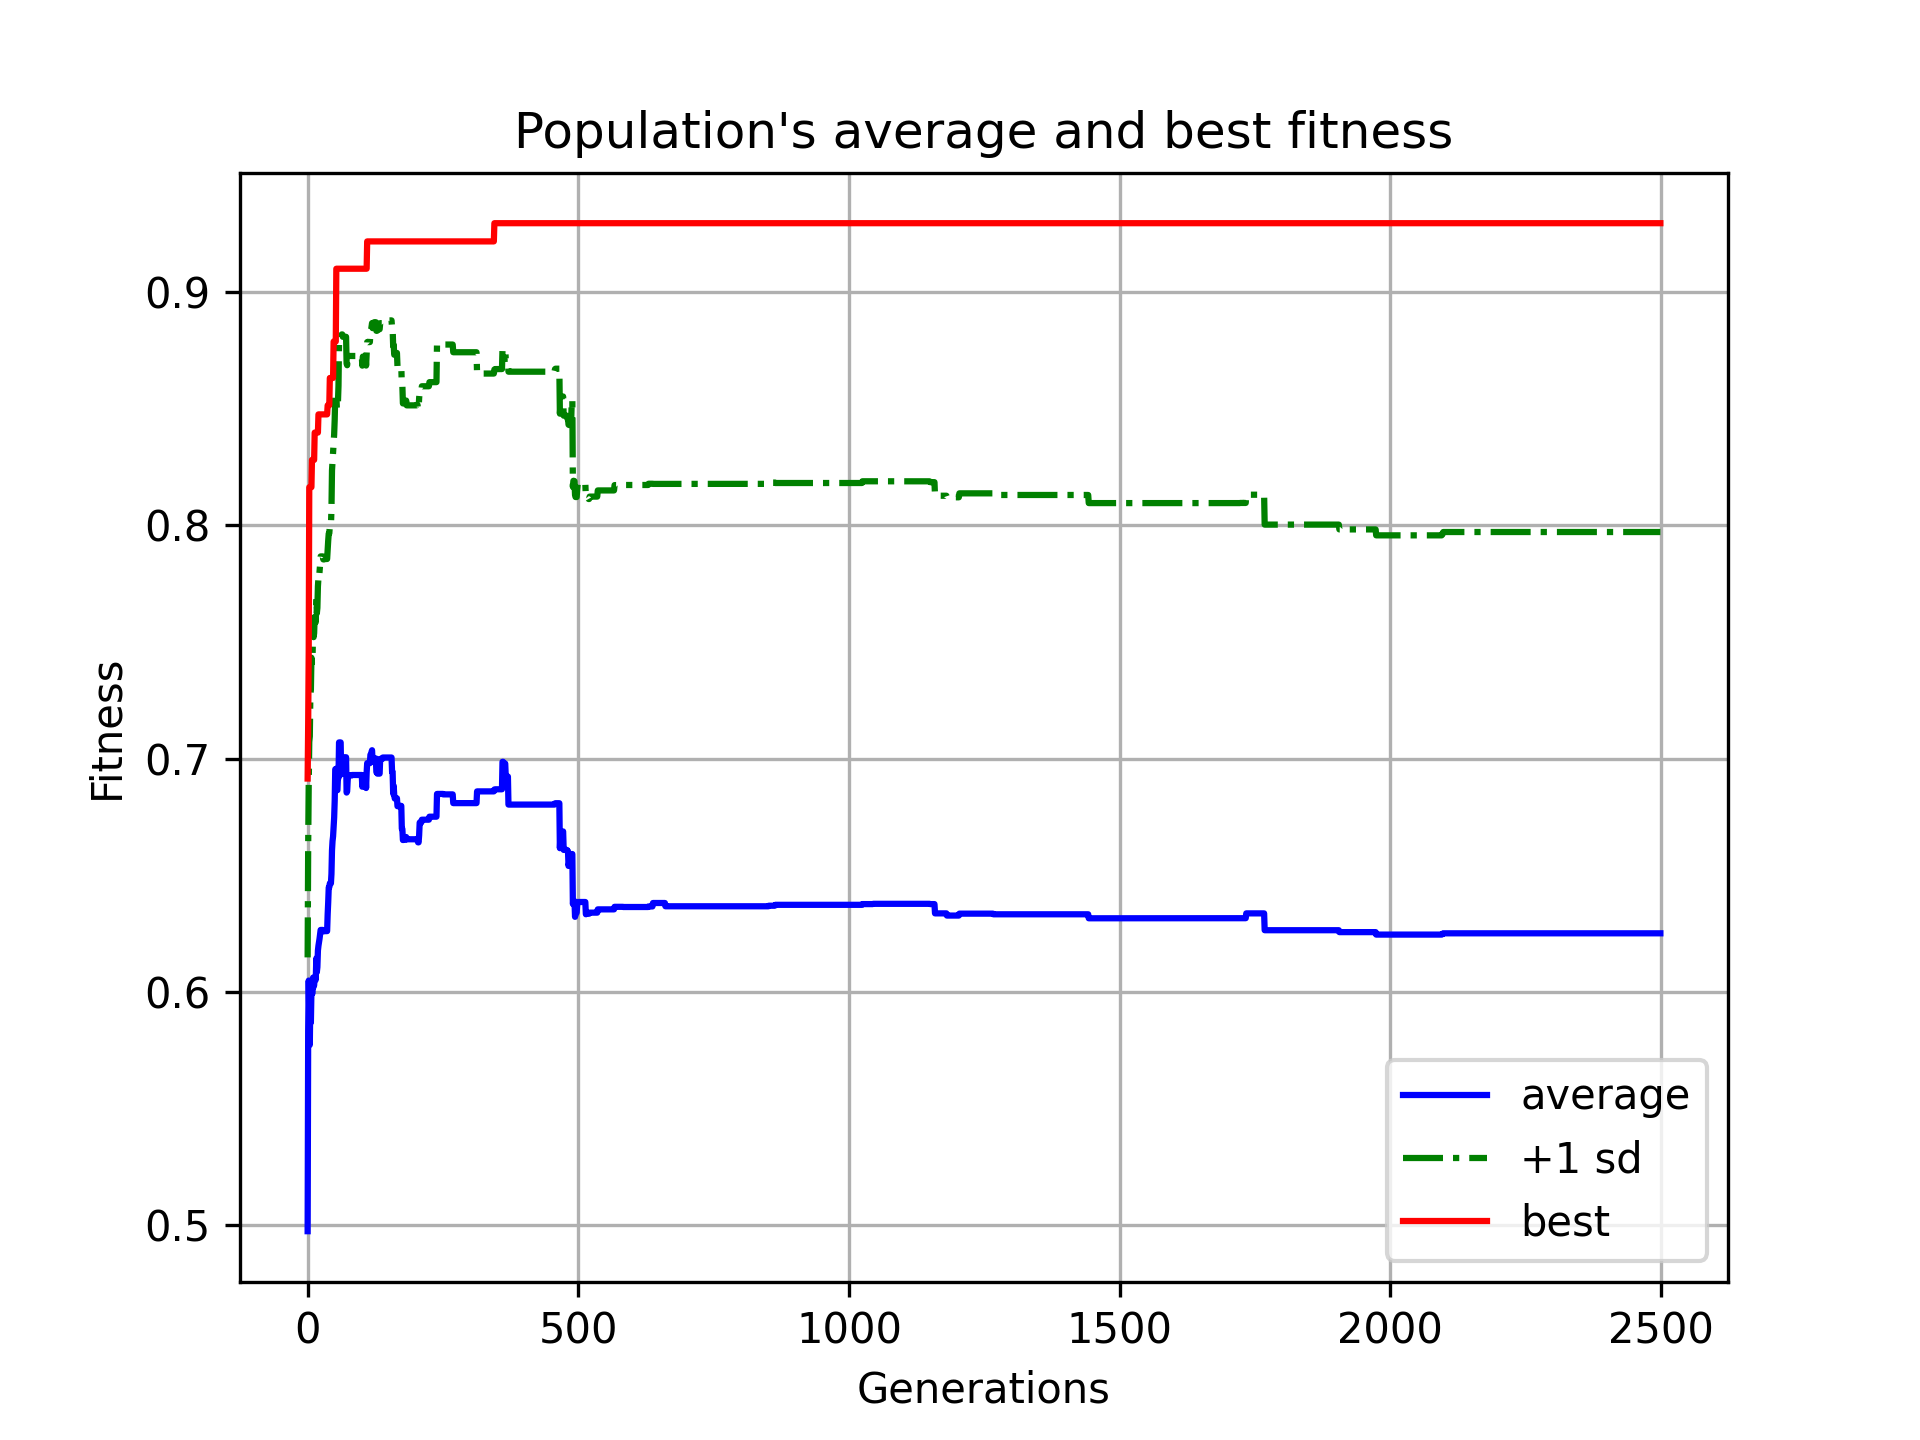 Population's average and best fitness
Fitness
0.9
0.8
0.7
0.6
0.5
0
500
1000
1500
2000
2500
Generations
average
+1 sd
best